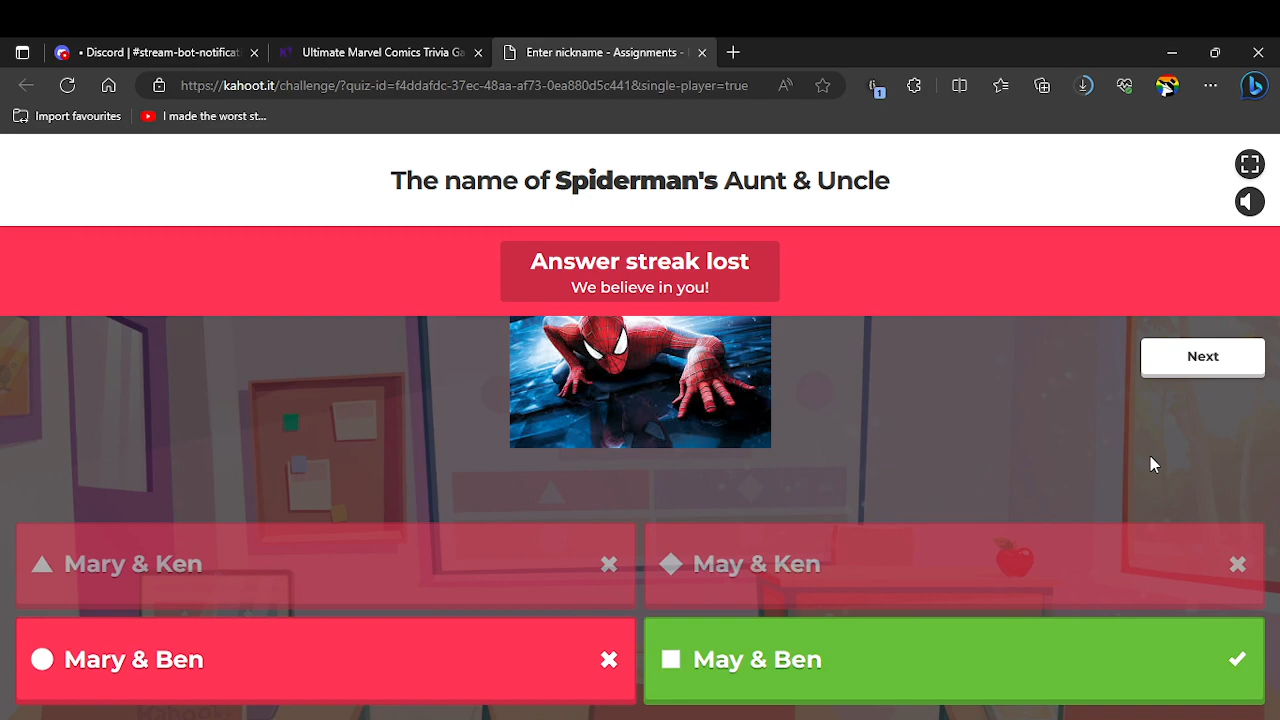 • Discord | #stream-bot-notificat
Ultimate Marvel Comics Trivia Ga
Enter nickname - Assignments -
https://kahoot.it/challenge/?quiz-id=f4ddafdc-37ec-48aa-af73-0ea880d5c441&single-player=true
1
Import favourites
I made the worst st...
The name of Spiderman's Aunt & Uncle
Answer streak lost
We believe in you!
Next
Mary & Ken
May & Ken
Mary & Ben
May & Ben